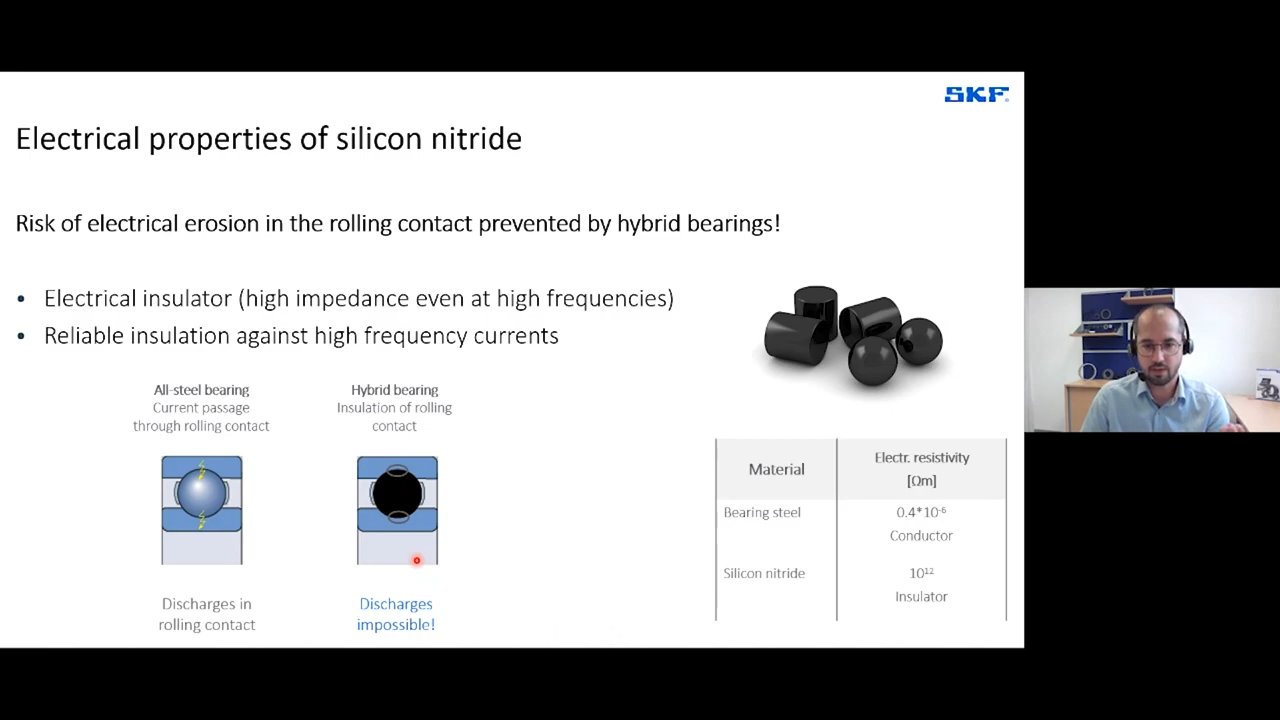 SKF
Electrical properties of silicon nitride
Risk of electrical erosion in the rolling contact prevented by hybrid bearings!
• Electrical insulator (high impedance even at high frequencies)
• Reliable insulation against high frequency currents
All-steel bearing
Current passage
through rolling contact
Hybrid bearing
Insulation of rolling
contact
Discharges in
rolling contact
Discharges
impossible!
Material
Electr. resistivity
[Ωm]
Bearing steel
0.4*10⁻⁶
Conductor
Silicon nitride
10¹²
Insulator